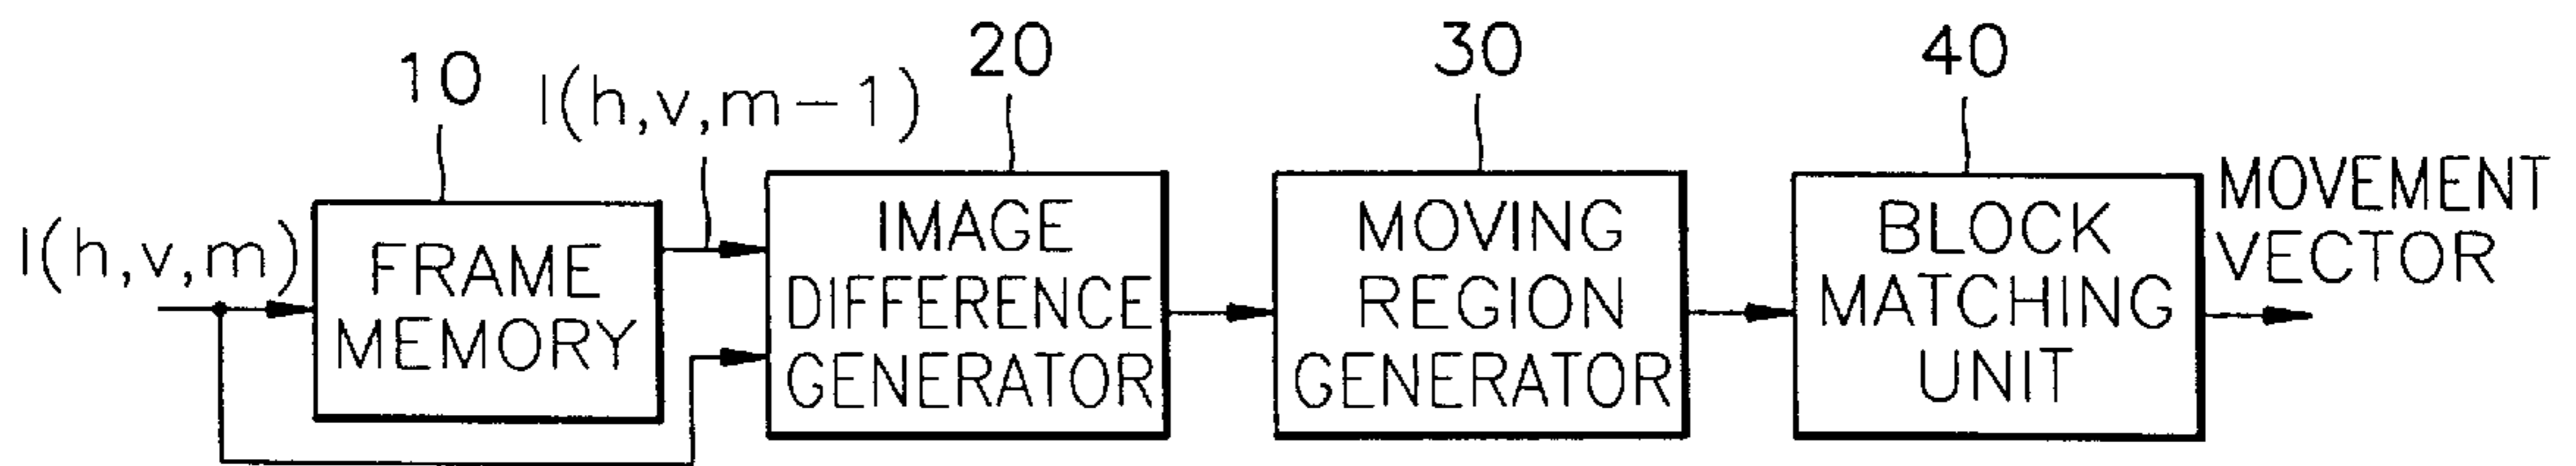 10
20
30
40
I(h,v,m-1)
I(h,v,m)
FRAME
MEMORY
IMAGE
DIFFERENCE
GENERATOR
MOVING
REGION
GENERATOR
BLOCK
MATCHING
UNIT
MOVEMENT
VECTOR